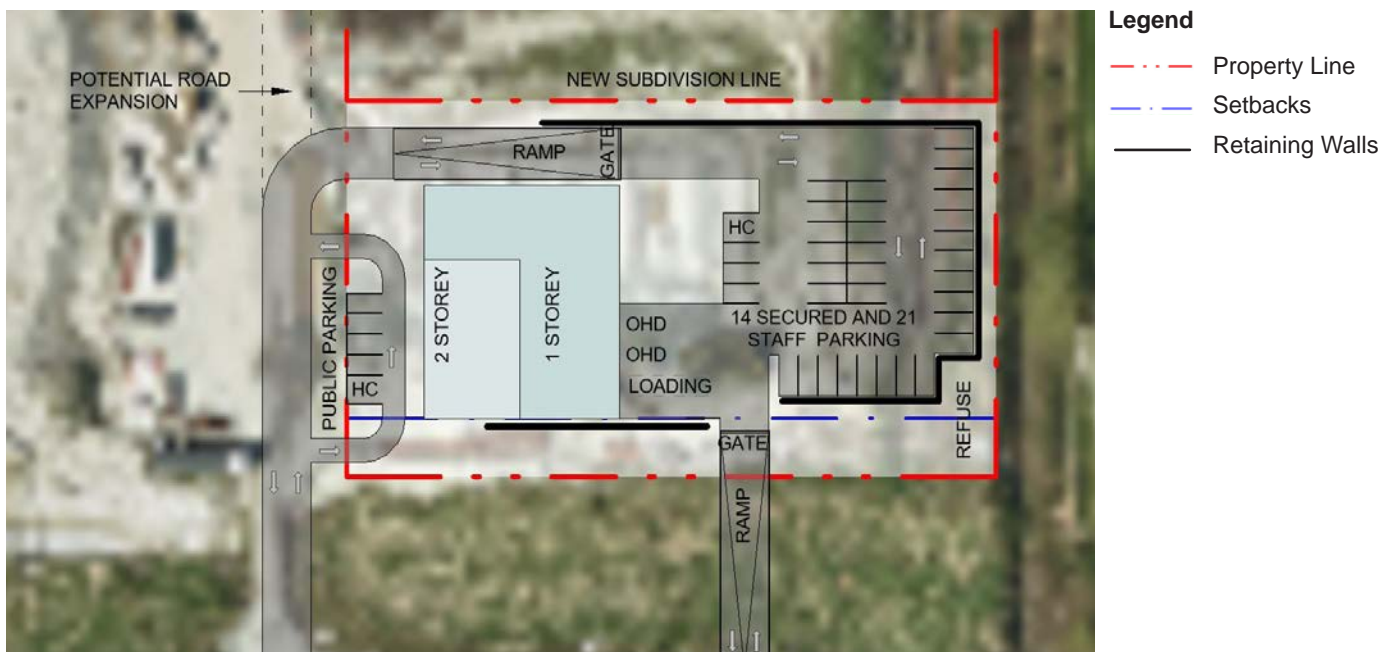 POTENTIAL ROAD
EXPANSION
NEW SUBDIVISION LINE
RAMP
GATE
HC
PUBLIC PARKING
HC
2 STOREY
1 STOREY
OHD
OHD
LOADING
14 SECURED AND 21
STAFF PARKING
REFUSE
GATE
RAMP
Legend
Property Line
Setbacks
Retaining Walls